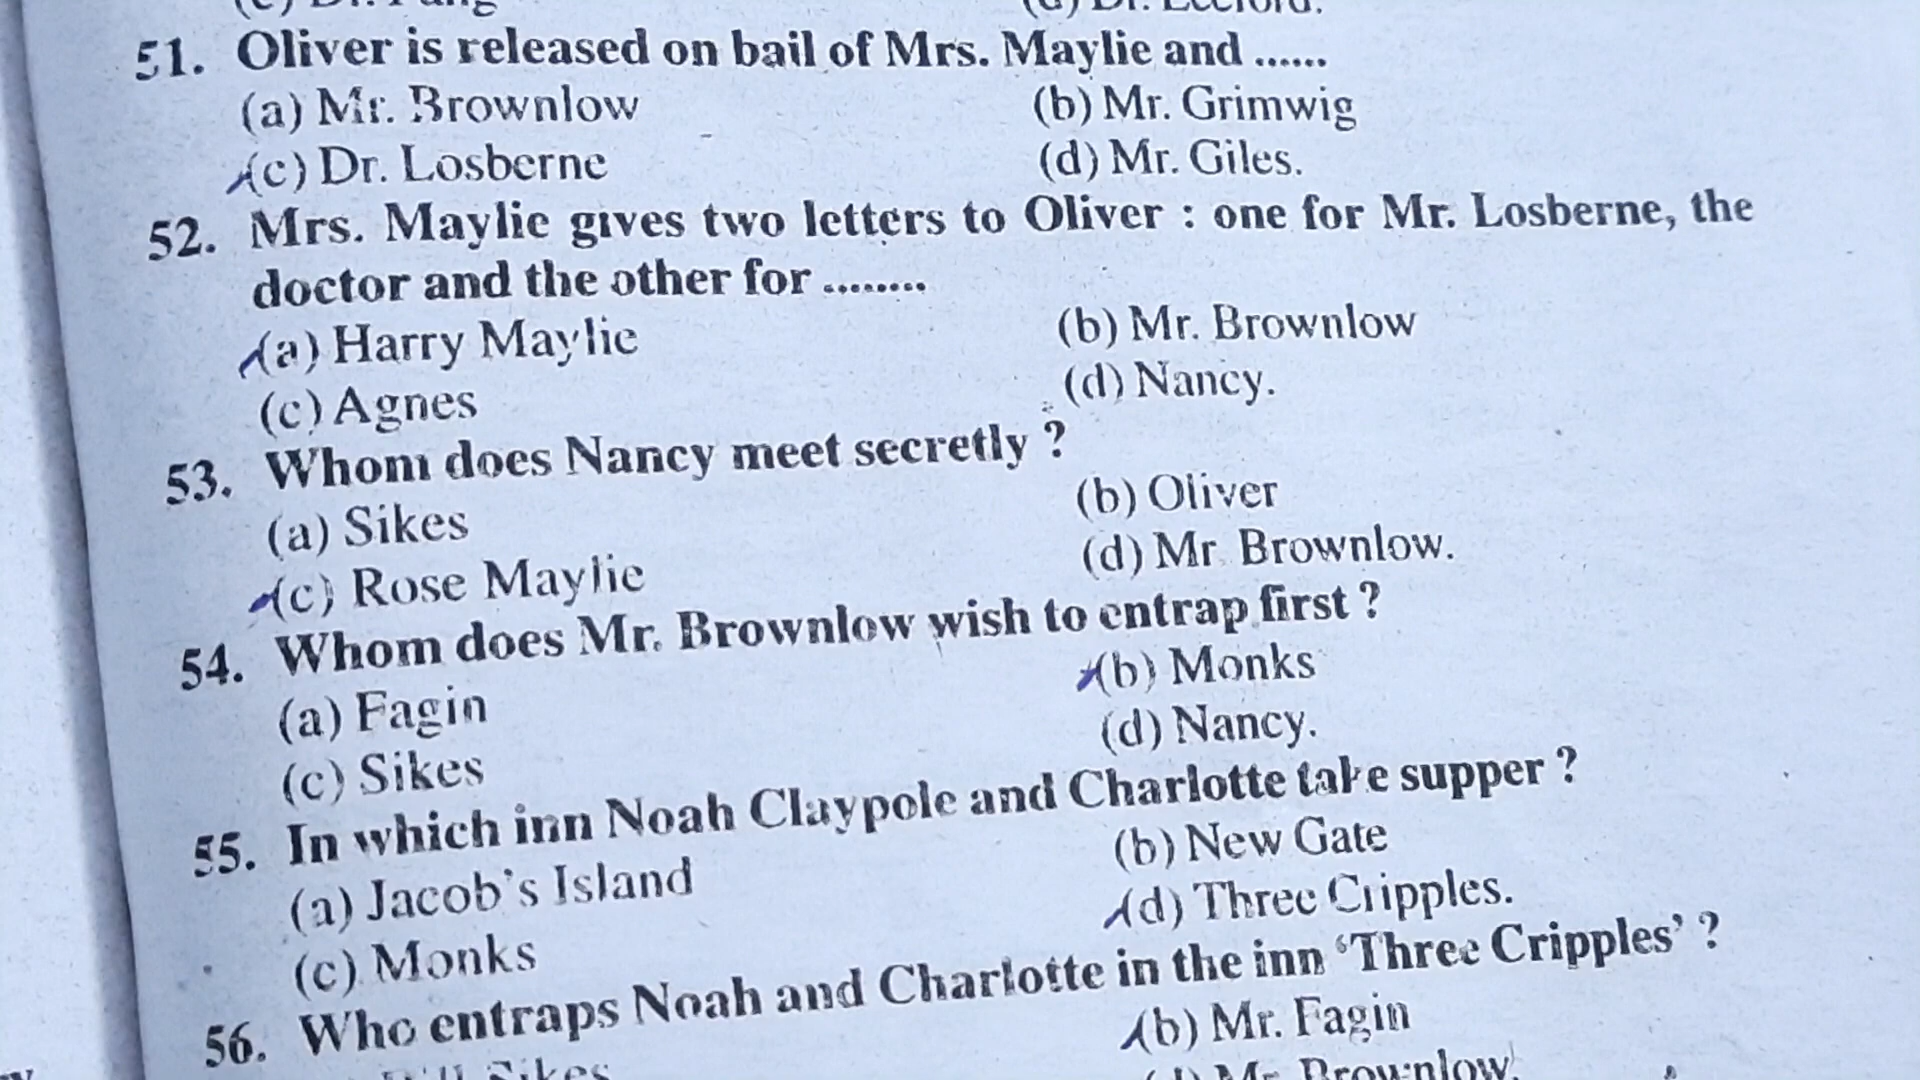 51. Oliver is released on bail of Mrs. Maylie and ......
(a) Mr. Brownlow (b) Mr. Grimwig
(c) Dr. Losberne (d) Mr. Giles.
52. Mrs. Maylie gives two letters to Oliver : one for Mr. Losberne, the
doctor and the other for ........
(a) Harry Maylie (b) Mr. Brownlow
(c) Agnes (d) Nancy.
53. Whom does Nancy meet secretly ?
(a) Sikes (b) Oliver
(c) Rose Maylie (d) Mr. Brownlow.
54. Whom does Mr. Brownlow wish to entrap first ?
(a) Fagin (b) Monks
(c) Sikes (d) Nancy.
55. In which inn Noah Claypole and Charlotte take supper ?
(a) Jacob's Island (b) New Gate
(c) Monks (d) Three Cripples.
56. Who entraps Noah and Charlotte in the inn 'Three Cripples' ?
(b) Mr. Fagin
Sikes Mr. Brownlow.